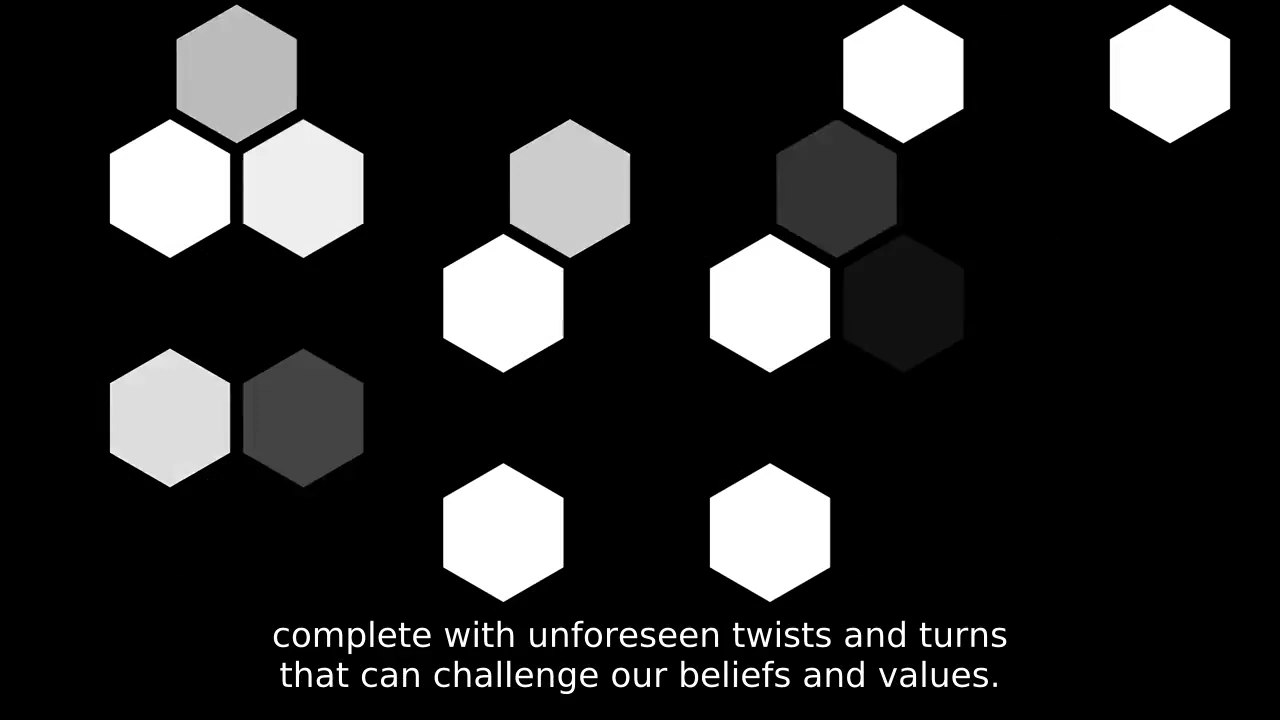 complete with unforeseen twists and turns
that can challenge our beliefs and values.